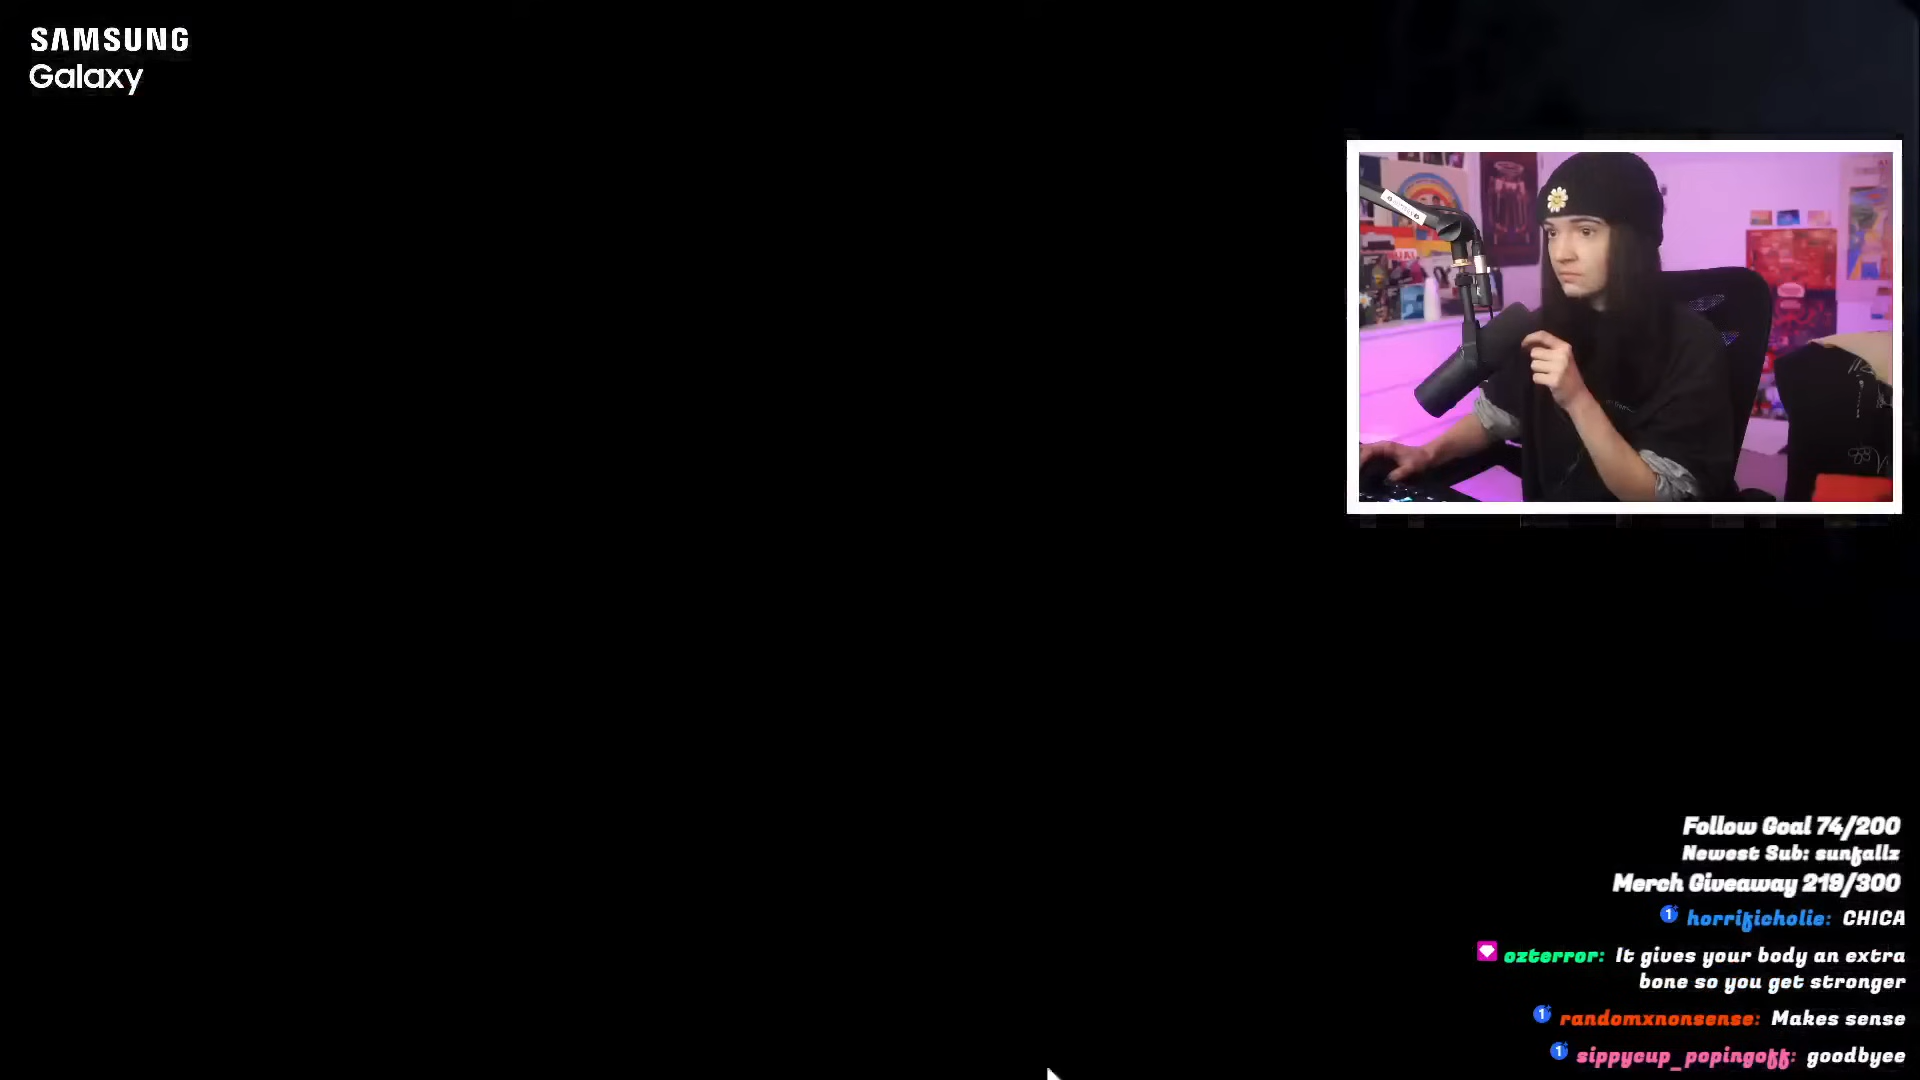 SAMSUNG
Galaxy
Follow Goal 74/200
Newest Sub: sunfallz
Merch Giveaway 219/300
horrificholie: CHICA
ozterror: It gives your body an extra
bone so you get stronger
randomxnonsense: Makes sense
sippycup_popingoff: goodbyee